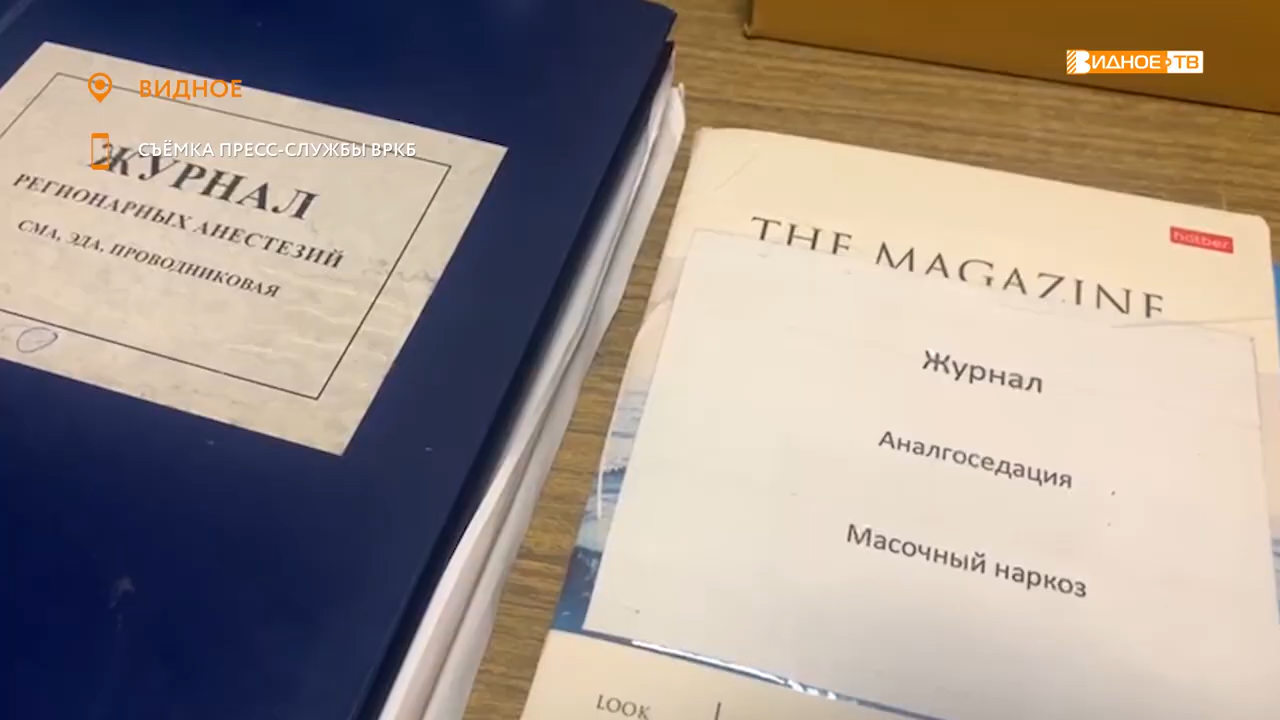 ВИДНОЕ
СЪЁМКА ПРЕСС-СЛУЖБЫ ВРКБ
ВИДНОЕ ТВ
ЖУРНАЛ
РЕГИОНАРНЫХ АНЕСТЕЗИЙ
СМА, ЭДА, ПРОВОДНИКОВАЯ
hatber
THE MAGAZINE
Журнал
Аналгоседация
Масочный наркоз
LOOK